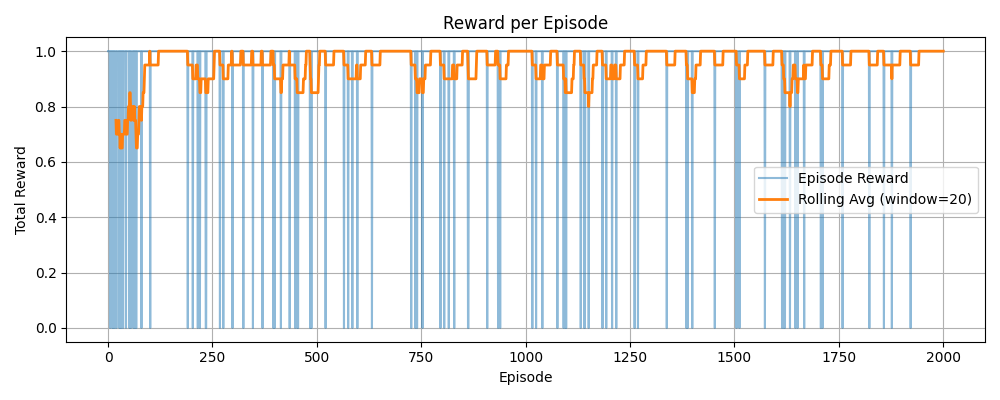 Reward per Episode
Total Reward
1.0
0.8
0.6
0.4
0.2
0.0
Episode Reward
Rolling Avg (window=20)
0 250 500 750 1000 1250 1500 1750 2000
Episode